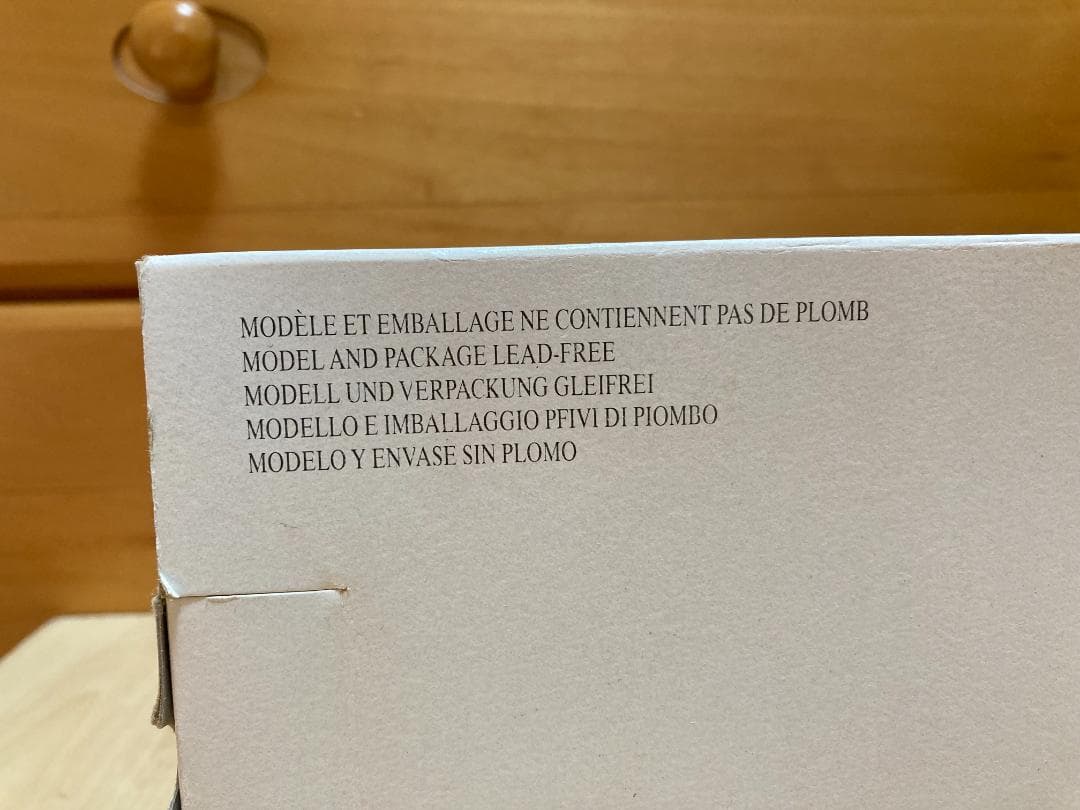 MODÈLE ET EMBALLAGE NE CONTIENNENT PAS DE PLOMB
MODEL AND PACKAGE LEAD-FREE
MODELL UND VERPACKUNG GLEIFREI
MODELLO E IMBALLAGGIO PFIVI DI PIOMBO
MODELO Y ENVASE SIN PLOMO